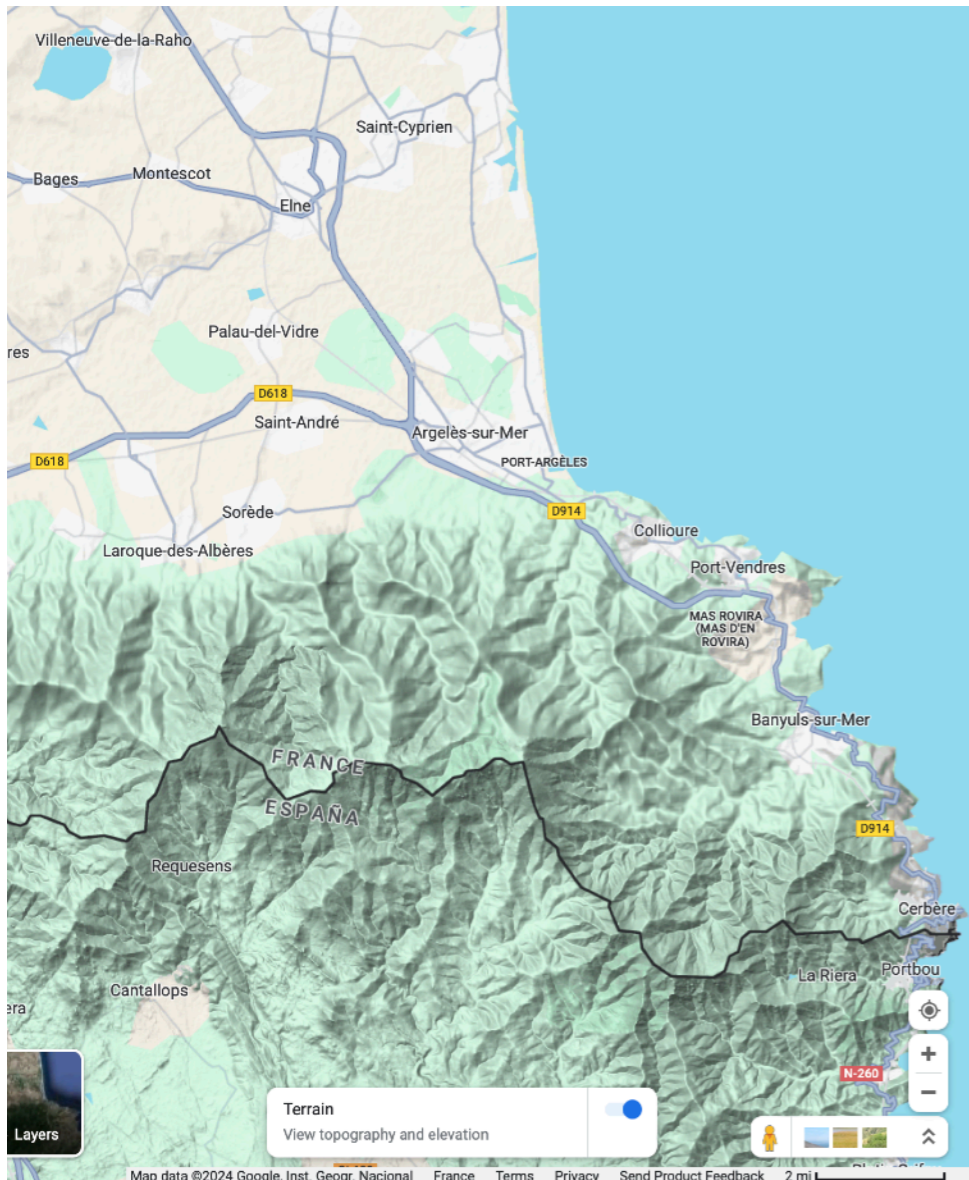 Villeneuve-de-la-Raho
Saint-Cyprien
Bages
Montescot
Elne
Palau-del-Vidre
res
D618
Saint-André
Argelès-sur-Mer
D618
PORT-ARGÈLES
Sorède
D914
Collioure
Laroque-des-Albères
Port-Vendres
MAS ROVIRA
(MAS D'EN
ROVIRA)
Banyuls-sur-Mer
FRANCE
ESPAÑA
D914
Requesens
Cerbère
La Riera
Portbou
Cantallops
era
N-260
Terrain
View topography and elevation
Layers
Map data ©2024 Google, Inst. Geogr. Nacional France Terms Privacy Send Product Feedback 2 mi